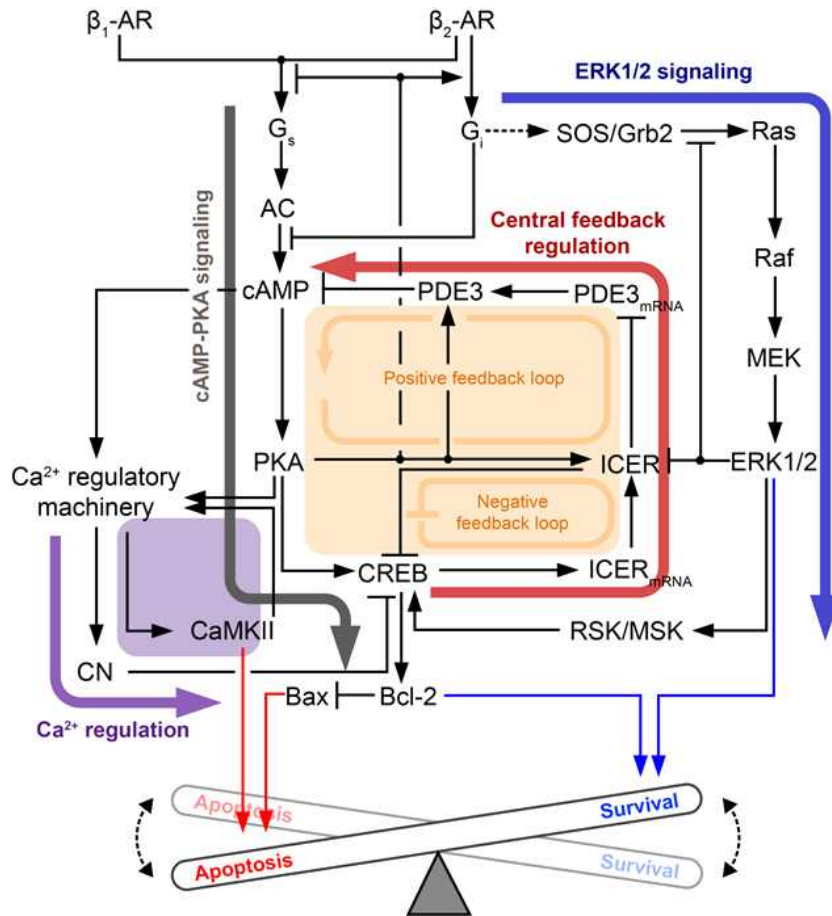 β1-AR
β2-AR
ERK1/2 signaling
Gs
Gi
SOS/Grb2
Ras
AC
cAMP-PKA signaling
Central feedback
regulation
Raf
cAMP
PDE3
PDE3mRNA
MEK
Positive feedback loop
PKA
ICER
ERK1/2
Ca2+ regulatory
machinery
Negative
feedback loop
CREB
ICERmRNA
CaMKII
RSK/MSK
CN
Bax
Bcl-2
Ca2+ regulation
Apoptosis
Survival
Apoptosis
Survival